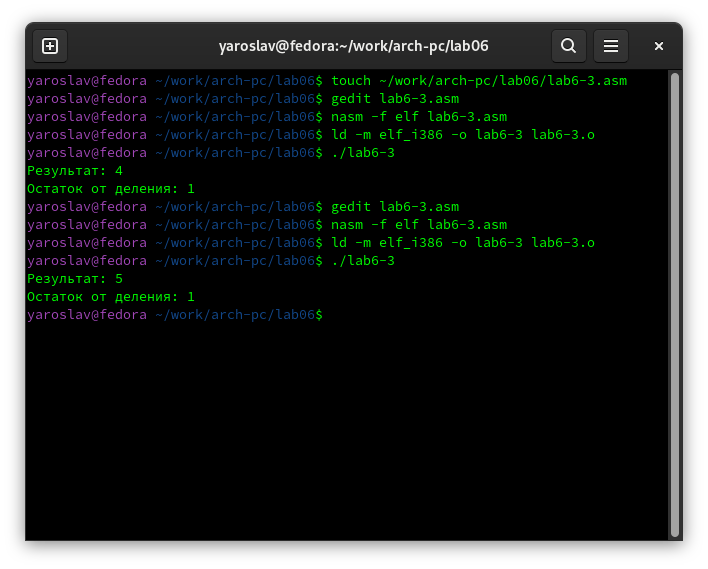 yaroslav@fedora:~/work/arch-pc/lab06
yaroslav@fedora ~/work/arch-pc/lab06$ touch ~/work/arch-pc/lab06/lab6-3.asm
yaroslav@fedora ~/work/arch-pc/lab06$ gedit lab6-3.asm
yaroslav@fedora ~/work/arch-pc/lab06$ nasm -f elf lab6-3.asm
yaroslav@fedora ~/work/arch-pc/lab06$ ld -m elf_i386 -o lab6-3 lab6-3.o
yaroslav@fedora ~/work/arch-pc/lab06$ ./lab6-3
Результат: 4
Остаток от деления: 1
yaroslav@fedora ~/work/arch-pc/lab06$ gedit lab6-3.asm
yaroslav@fedora ~/work/arch-pc/lab06$ nasm -f elf lab6-3.asm
yaroslav@fedora ~/work/arch-pc/lab06$ ld -m elf_i386 -o lab6-3 lab6-3.o
yaroslav@fedora ~/work/arch-pc/lab06$ ./lab6-3
Результат: 5
Остаток от деления: 1
yaroslav@fedora ~/work/arch-pc/lab06$